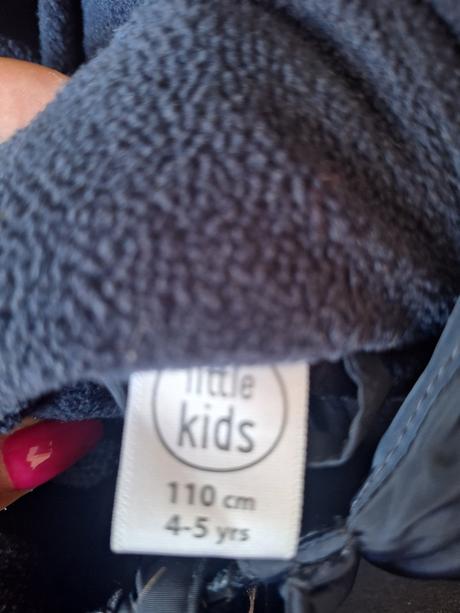 little
kids
110 cm
4-5 yrs